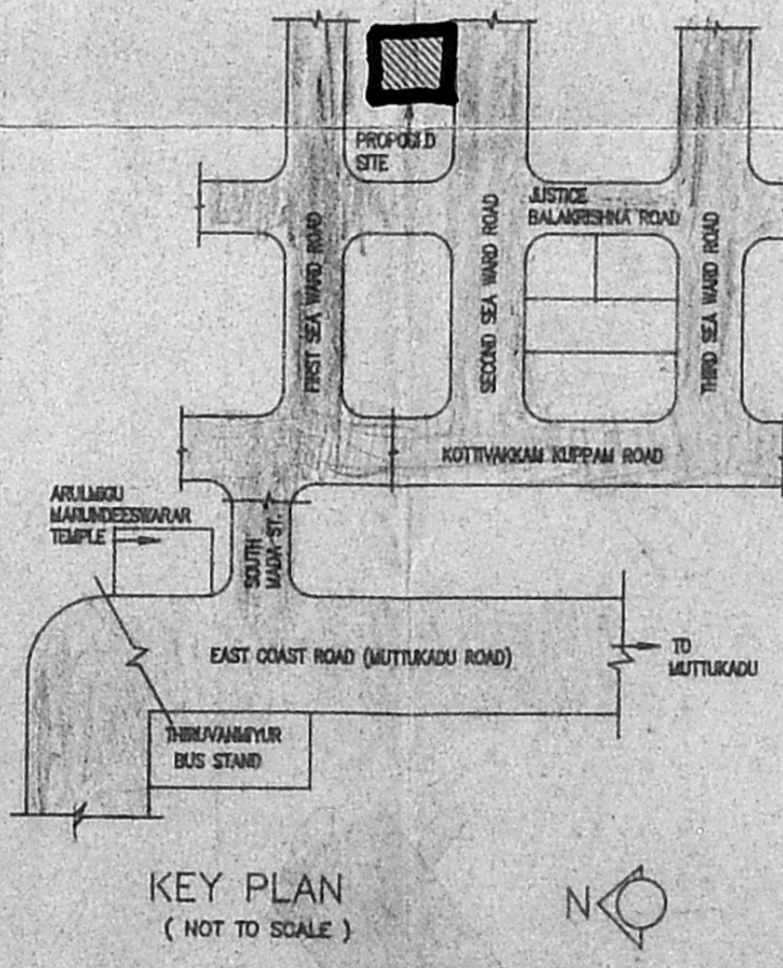 PROPOSED
SITE
JUSTICE
BALAKRISHNA ROAD
FIRST SEA WARD ROAD
SECOND SEA WARD ROAD
THIRD SEA WARD ROAD
KOTTIVAKKAM KUPPAM ROAD
ARULMIGU
MARUNDEESWARAR
TEMPLE
SOUTH
MADA ST.
EAST COAST ROAD (MUTTUKADU ROAD)
TO
MUTTUKADU
THIRUVANMIYUR
BUS STAND
KEY PLAN
( NOT TO SCALE )
N